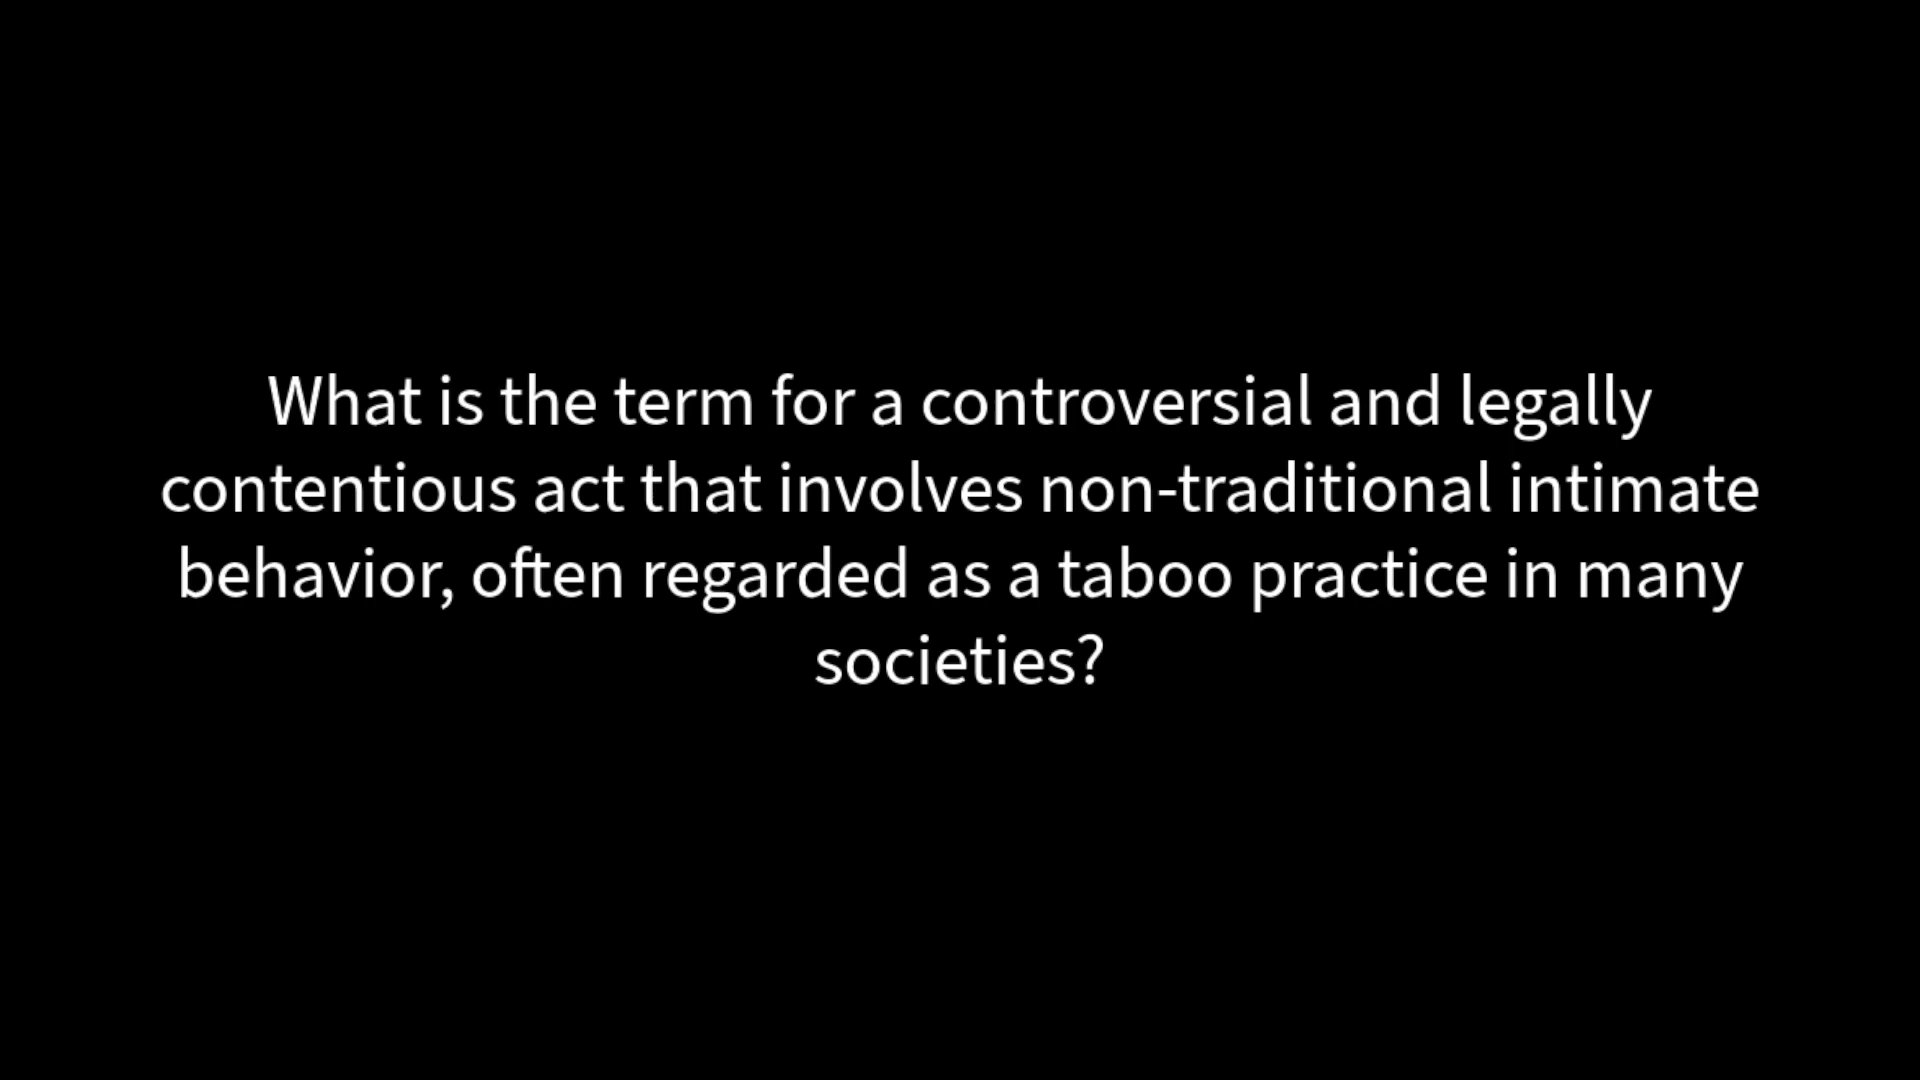 What is the term for a controversial and legally
contentious act that involves non-traditional intimate
behavior, often regarded as a taboo practice in many
societies?